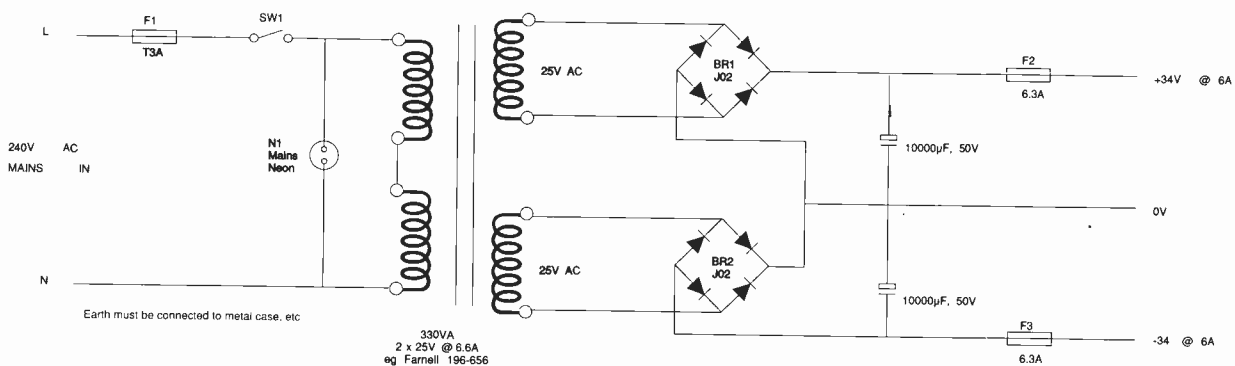 L
F1
T3A
SW1
240V AC
MAINS IN
N1
Mains
Neon
N
Earth must be connected to metal case, etc
330VA
2 x 25V @ 6.6A
eg Farnell 196-656
25V AC
BR1
J02
25V AC
BR2
J02
10000µF, 50V
10000µF, 50V
F2
6.3A
+34V @ 6A
0V
F3
6.3A
-34 @ 6A